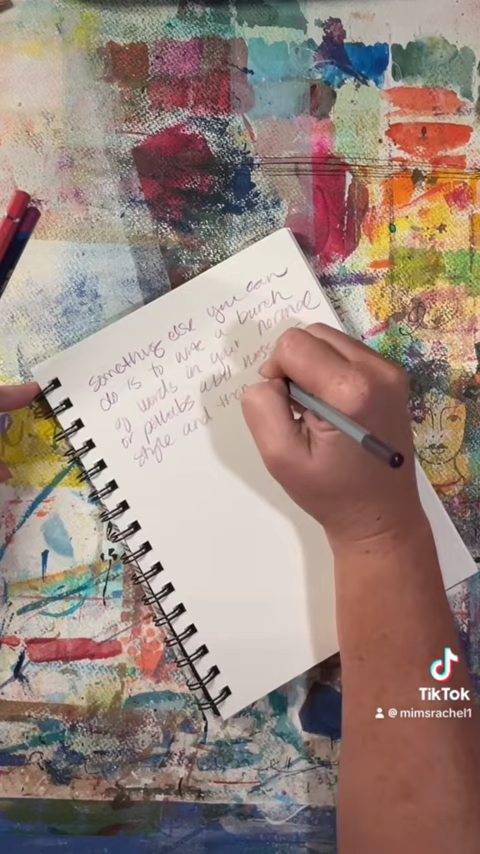 something else you can
do is to write a bunch
of words in your normal
or
style and then
TikTok
@mimsrachel1